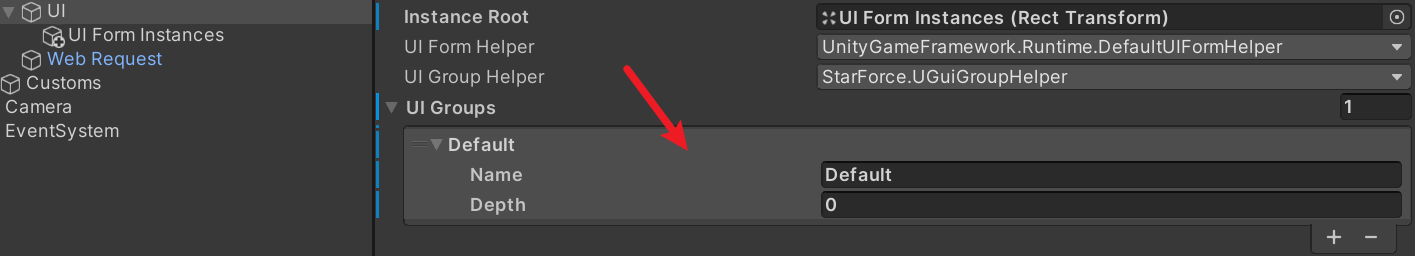 UI
UI Form Instances
Web Request
Customs
Camera
EventSystem
Instance Root
UI Form Instances (Rect Transform)
UI Form Helper
UnityGameFramework.Runtime.DefaultUIFormHelper
UI Group Helper
StarForce.UGuiGroupHelper
UI Groups
1
Default
Name
Default
Depth
0